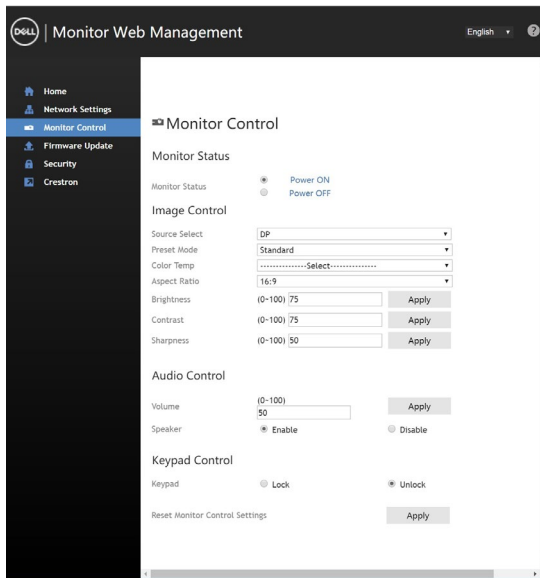 DELL | Monitor Web Management
English
?
Home
Network Settings
Monitor Control
Firmware Update
Security
Crestron
Monitor Control
Monitor Status
Monitor Status Power ON
Power OFF
Image Control
Source Select DP
Preset Mode Standard
Color Temp ---------------Select---------------
Aspect Ratio 16:9
Brightness (0~100) 75 Apply
Contrast (0~100) 75 Apply
Sharpness (0~100) 50 Apply
Audio Control
(0~100)
Volume 50 Apply
Speaker Enable Disable
Keypad Control
Keypad Lock Unlock
Reset Monitor Control Settings Apply